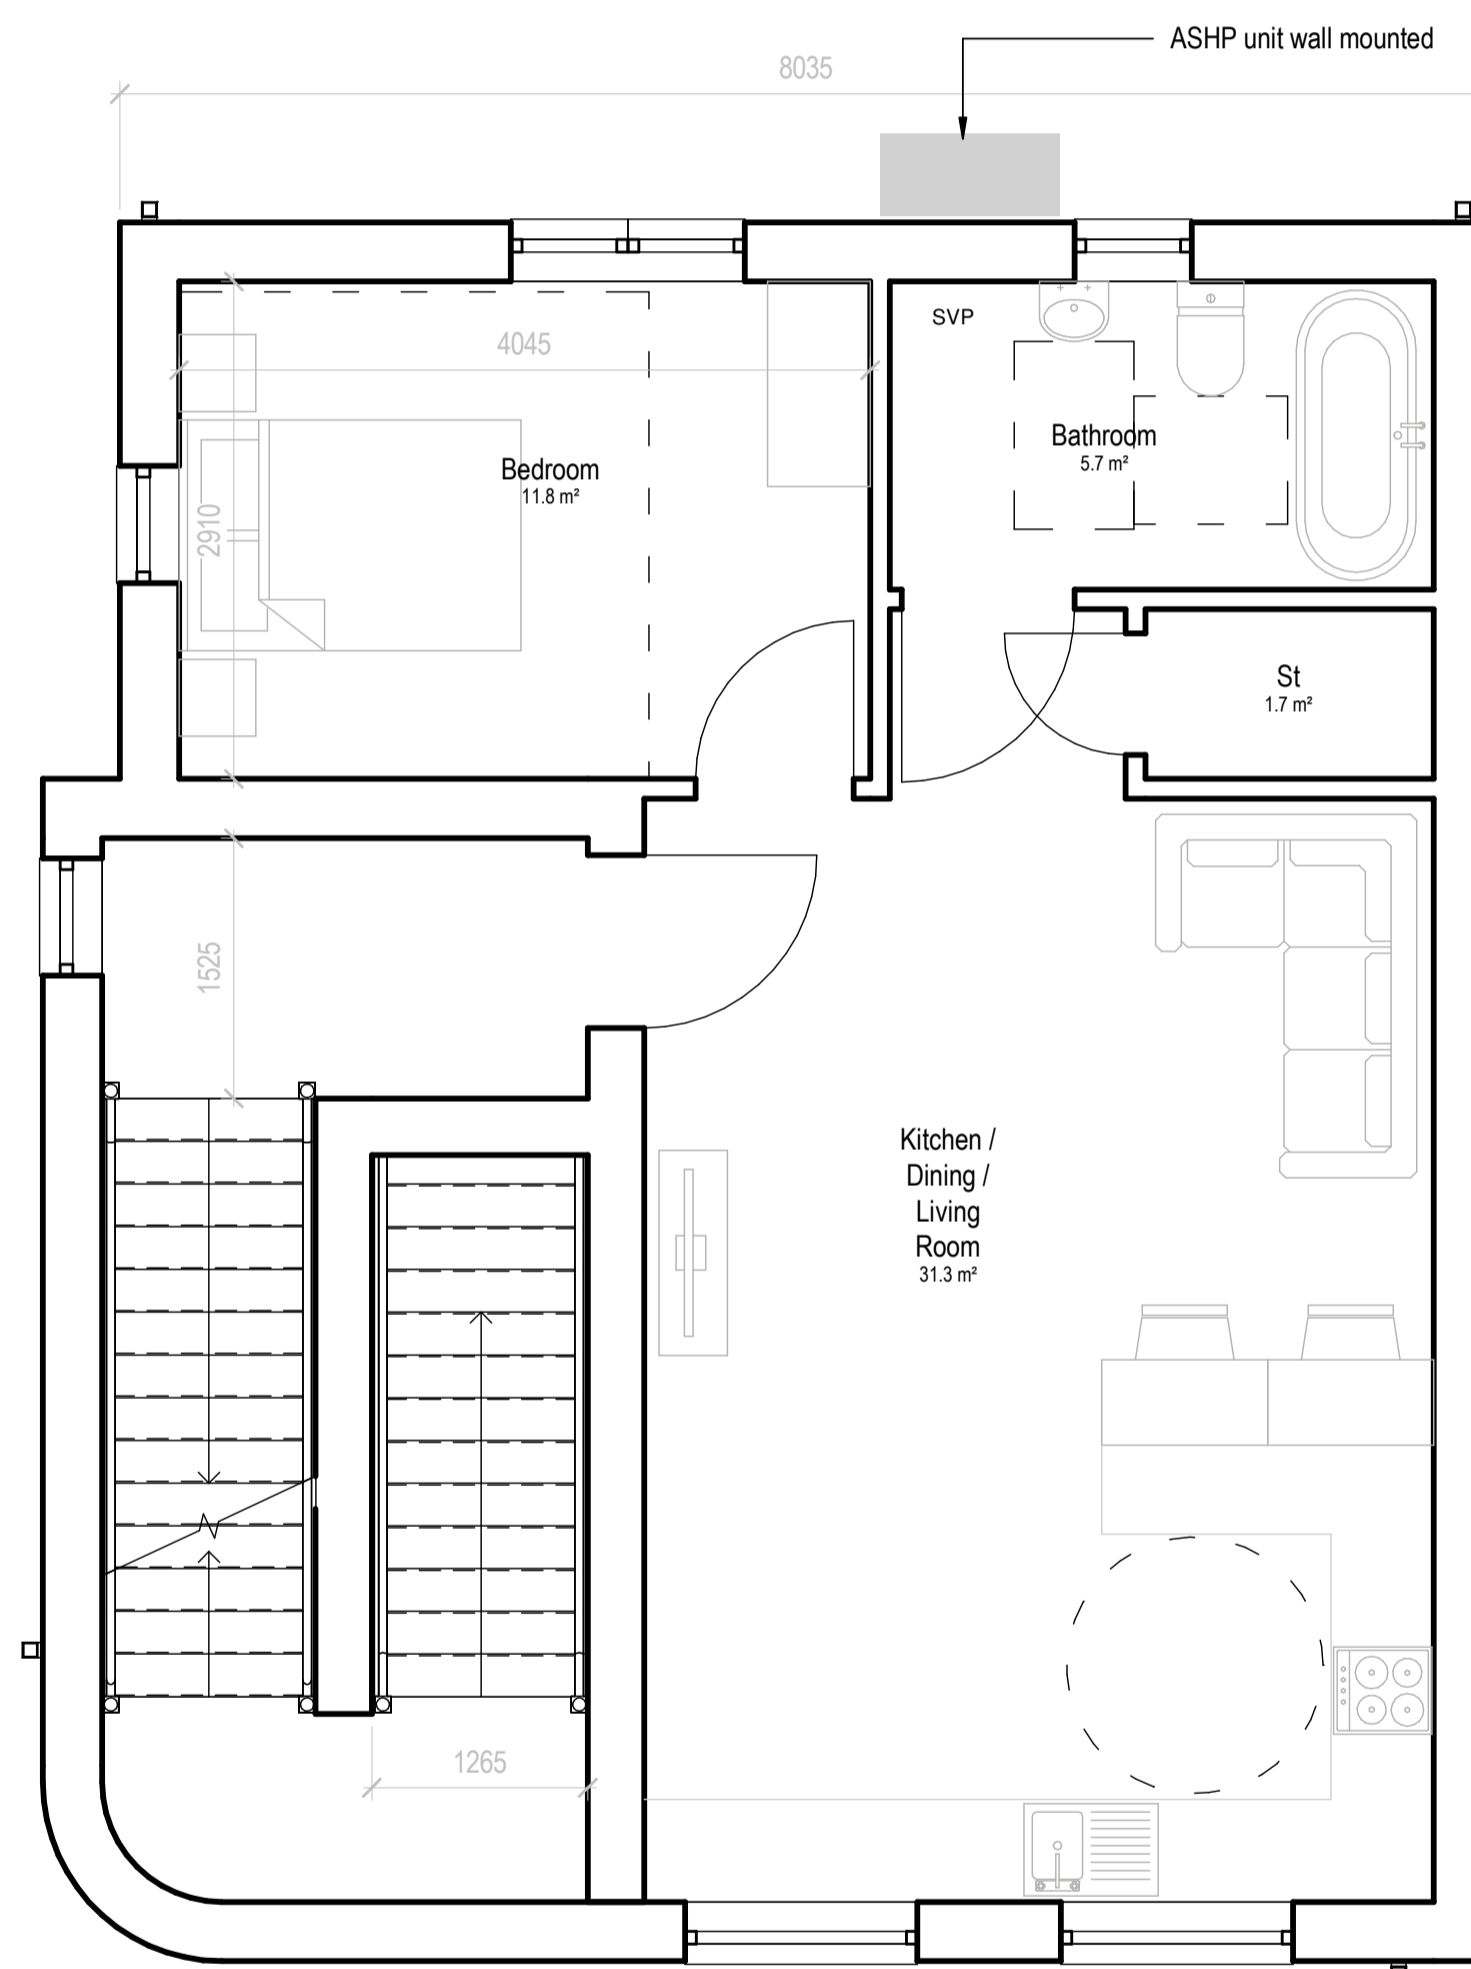 ASHP unit wall mounted
8035
SVP
4045
Bathroom
5.7 m²
Bedroom
11.8 m²
2910
St
1.7 m²
1525
Kitchen /
Dining /
Living
Room
31.3 m²
1265